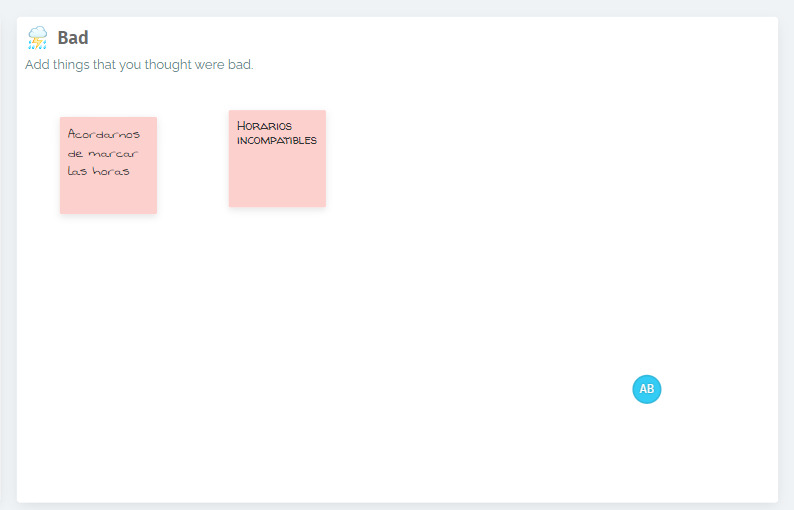 Bad
Add things that you thought were bad.
Acordarnos
de marcar
las horas
HORARIOS
INCOMPATIBLES
AB